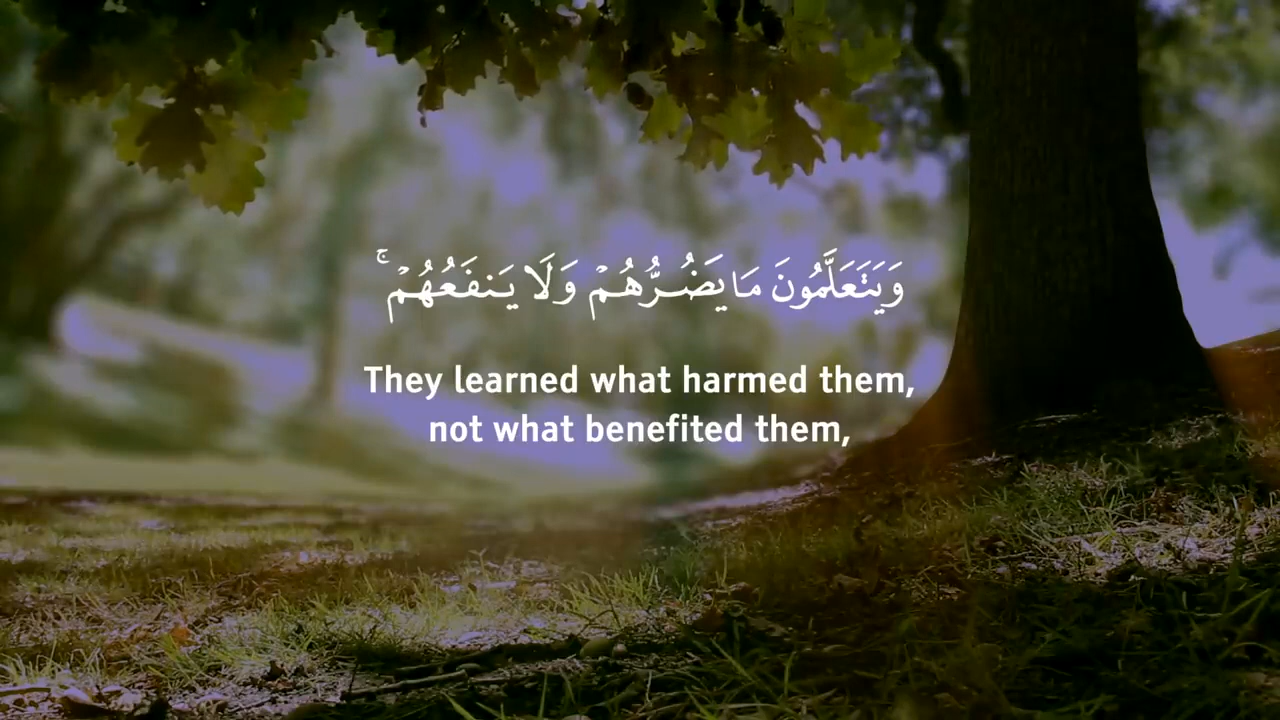 وَيَتَعَلَّمُونَ مَا يَضُرُّهُمْ وَلَا يَنفَعُهُمْ ۚ
They learned what harmed them,
not what benefited them,